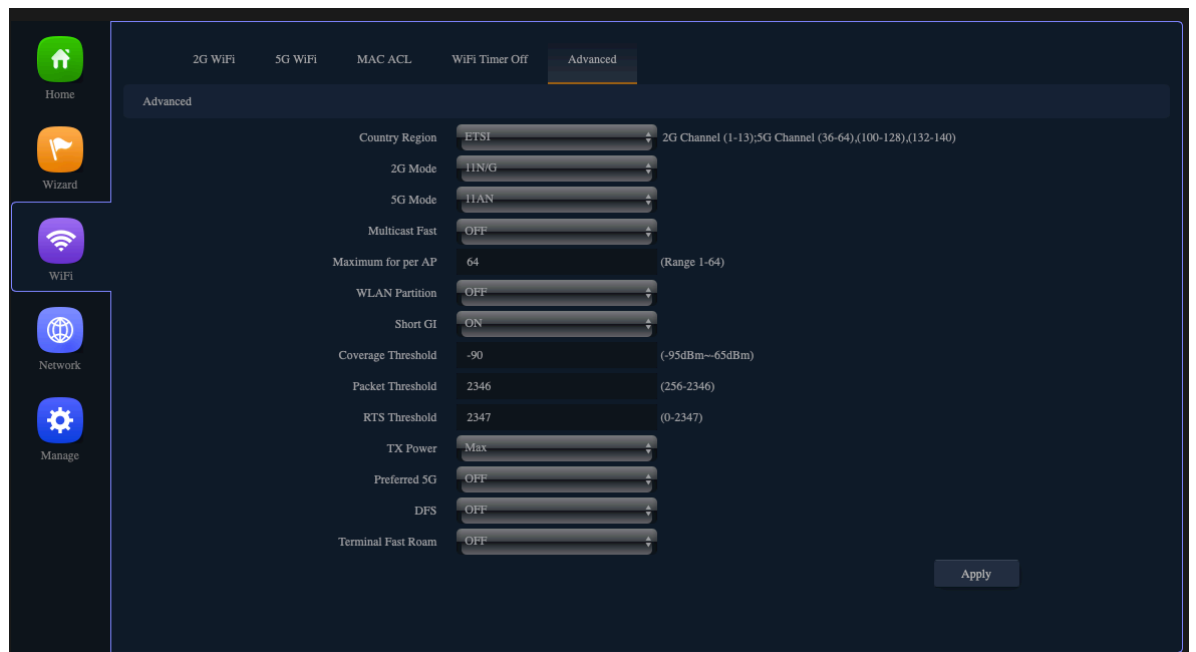 2G WiFi 5G WiFi MAC ACL WiFi Timer Off Advanced
Home
Advanced
Country Region ETSI 2G Channel (1-13);5G Channel (36-64),(100-128),(132-140)
2G Mode 11N/G
Wizard
5G Mode 11AN
Multicast Fast OFF
Maximum for per AP 64 (Range 1-64)
WiFi
WLAN Partition OFF
Short GI ON
Coverage Threshold -90 (-95dBm~-65dBm)
Network
Packet Threshold 2346 (256-2346)
RTS Threshold 2347 (0-2347)
TX Power Max
Manage
Preferred 5G OFF
DFS OFF
Terminal Fast Roam OFF
Apply